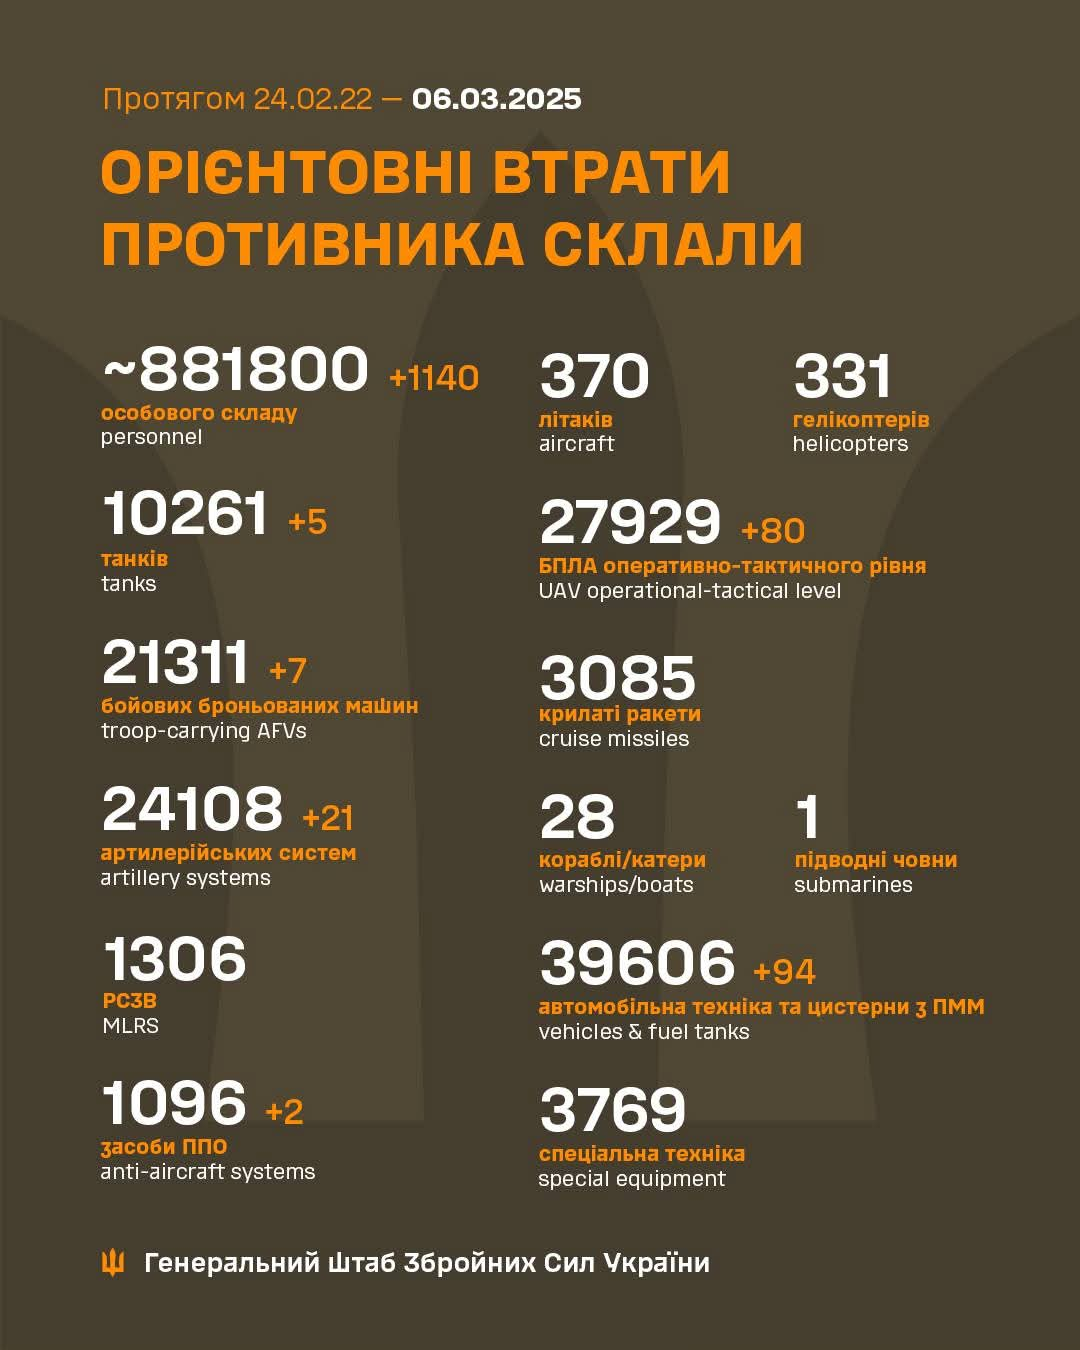 Протягом 24.02.22 — 06.03.2025
ОРІЄНТОВНІ ВТРАТИ
ПРОТИВНИКА СКЛАЛИ
~881800 +1140
особового складу
personnel
10261 +5
танків
tanks
21311 +7
бойових броньованих машин
troop-carrying AFVs
24108 +21
артилерійських систем
artillery systems
1306
РСЗВ
MLRS
1096 +2
засоби ППО
anti-aircraft systems
370
літаків
aircraft
331
гелікоптерів
helicopters
27929 +80
БПЛА оперативно-тактичного рівня
UAV operational-tactical level
3085
крилаті ракети
cruise missiles
28
кораблі/катери
warships/boats
1
підводні човни
submarines
39606 +94
автомобільна техніка та цистерни з ПММ
vehicles & fuel tanks
3769
спеціальна техніка
special equipment
Генеральний Штаб Збройних Сил України